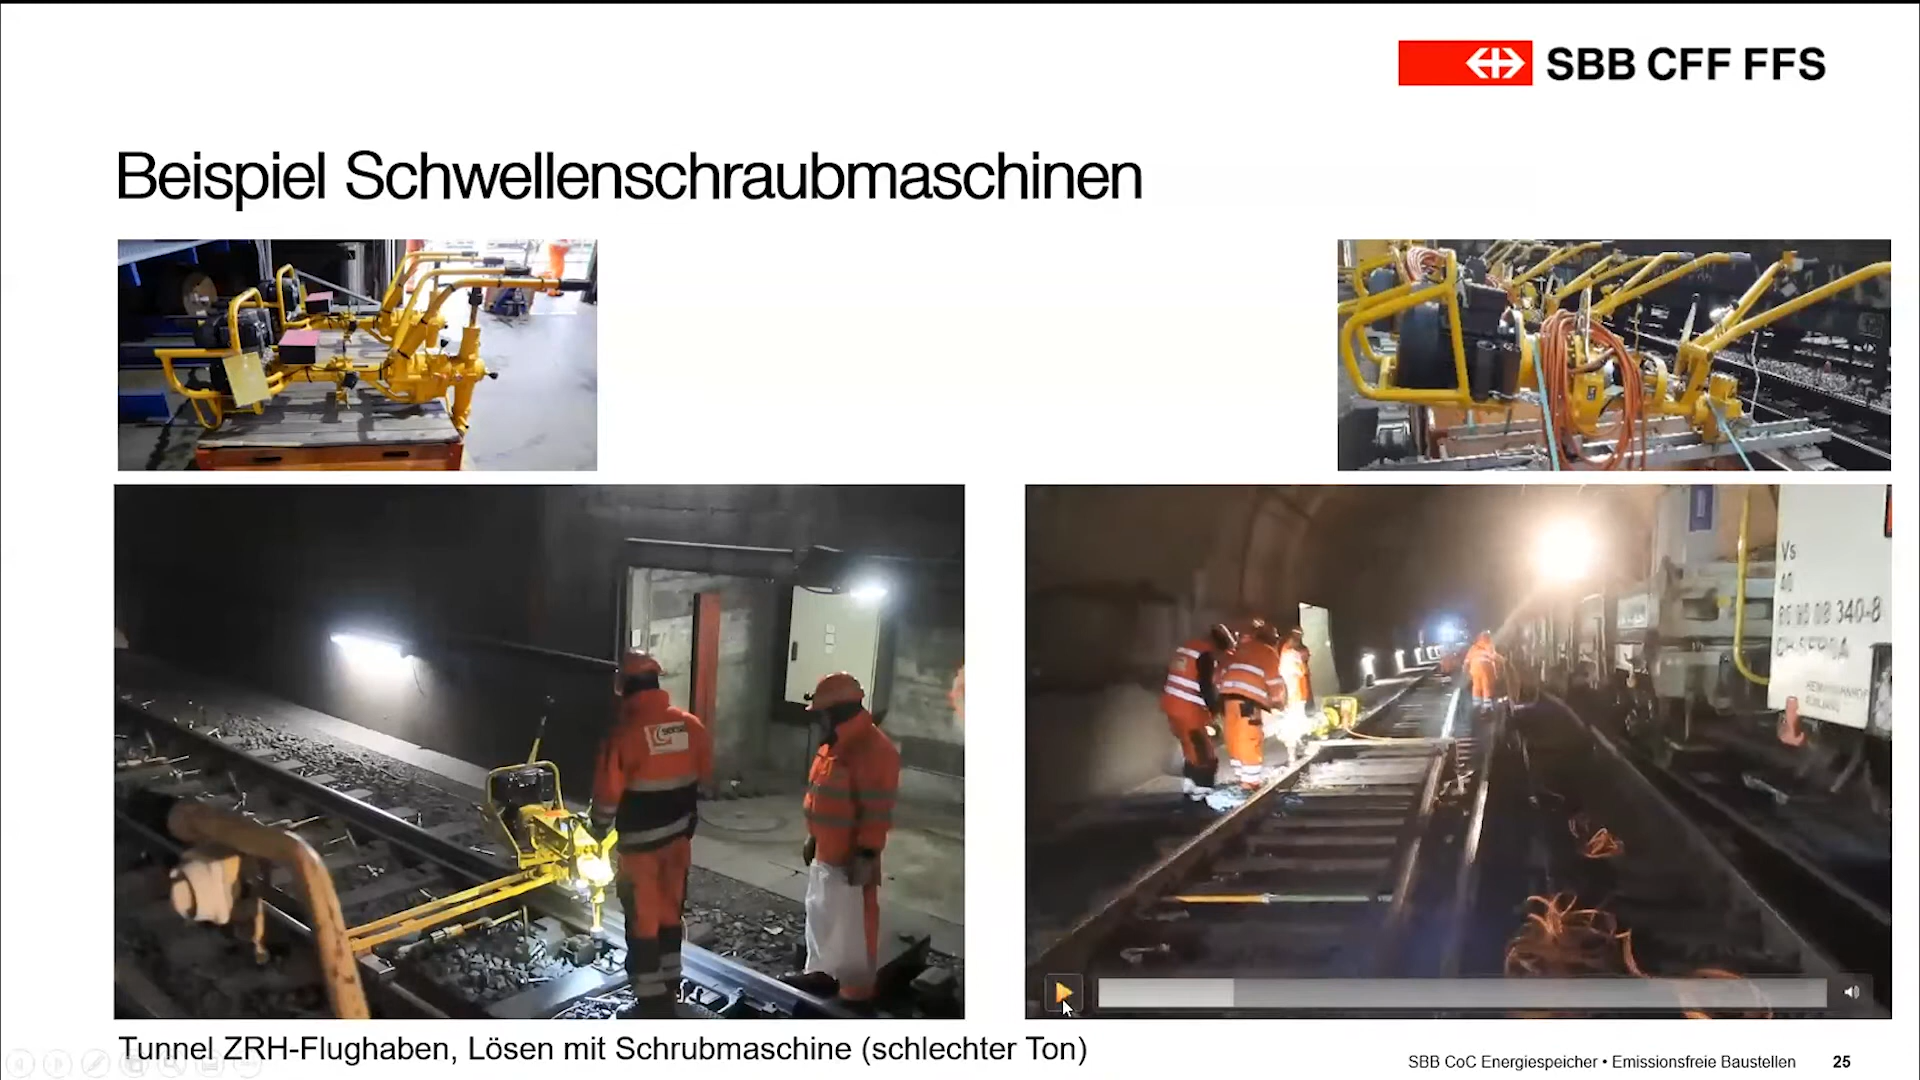 SBB CFF FFS
Beispiel Schwellenschraubmaschinen
Vs
40
340-8
Tunnel ZRH-Flughaben, Lösen mit Schrubmaschine (schlechter Ton)
SBB CoC Energiespeicher • Emissionsfreie Baustellen 25